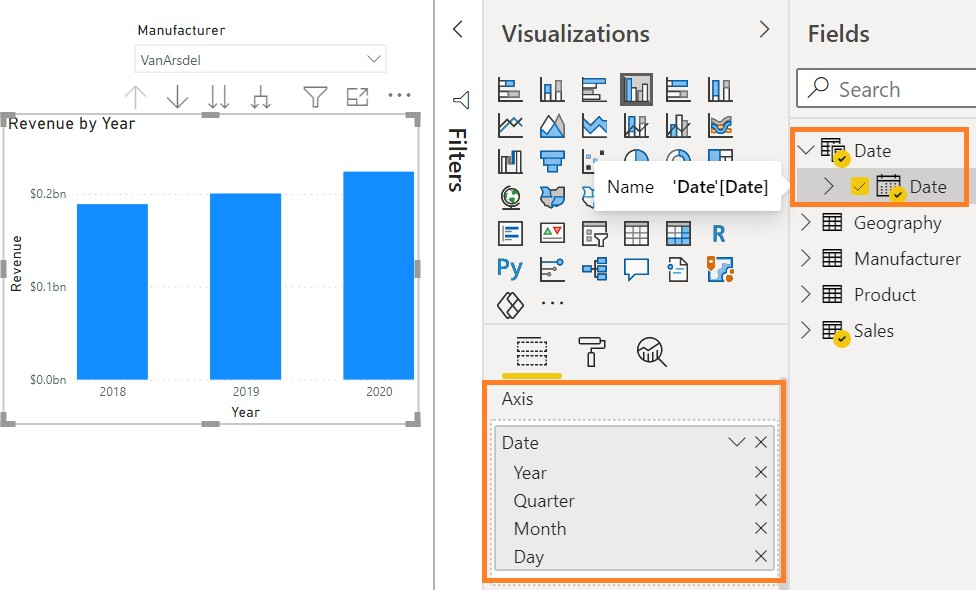 Manufacturer
VanArsdel
Revenue by Year
$0.2bn
$0.1bn
$0.0bn
Revenue
2018 2019 2020
Year
Filters
Visualizations
R
Py
Name 'Date'[Date]
Axis
Date
Year
Quarter
Month
Day
Fields
Search
Date
Date
Geography
Manufacturer
Product
Sales